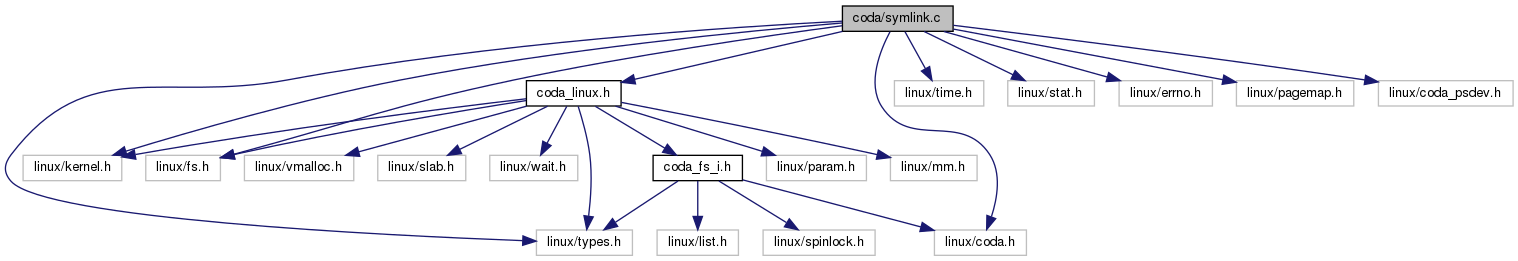 coda/symlink.c
coda_linux.h
linux/time.h
linux/stat.h
linux/errno.h
linux/pagemap.h
linux/coda_psdev.h
linux/kernel.h
linux/fs.h
linux/vmalloc.h
linux/slab.h
linux/wait.h
coda_fs_i.h
linux/param.h
linux/mm.h
linux/types.h
linux/list.h
linux/spinlock.h
linux/coda.h